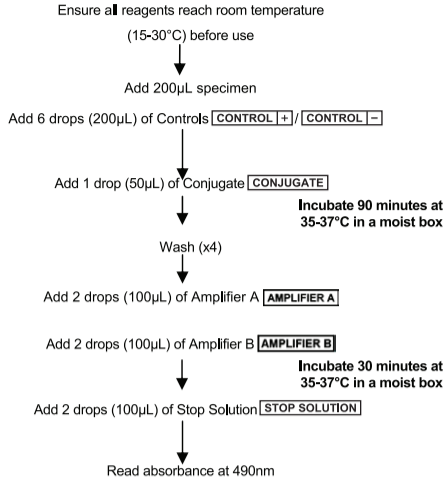 Ensure all reagents reach room temperature
(15-30°C) before use
Add 200µL specimen
Add 6 drops (200µL) of Controls CONTROL + / CONTROL −
Add 1 drop (50µL) of Conjugate CONJUGATE
Incubate 90 minutes at
35-37°C in a moist box
Wash (x4)
Add 2 drops (100µL) of Amplifier A AMPLIFIER A
Add 2 drops (100µL) of Amplifier B AMPLIFIER B
Incubate 30 minutes at
35-37°C in a moist box
Add 2 drops (100µL) of Stop Solution STOP SOLUTION
Read absorbance at 490nm